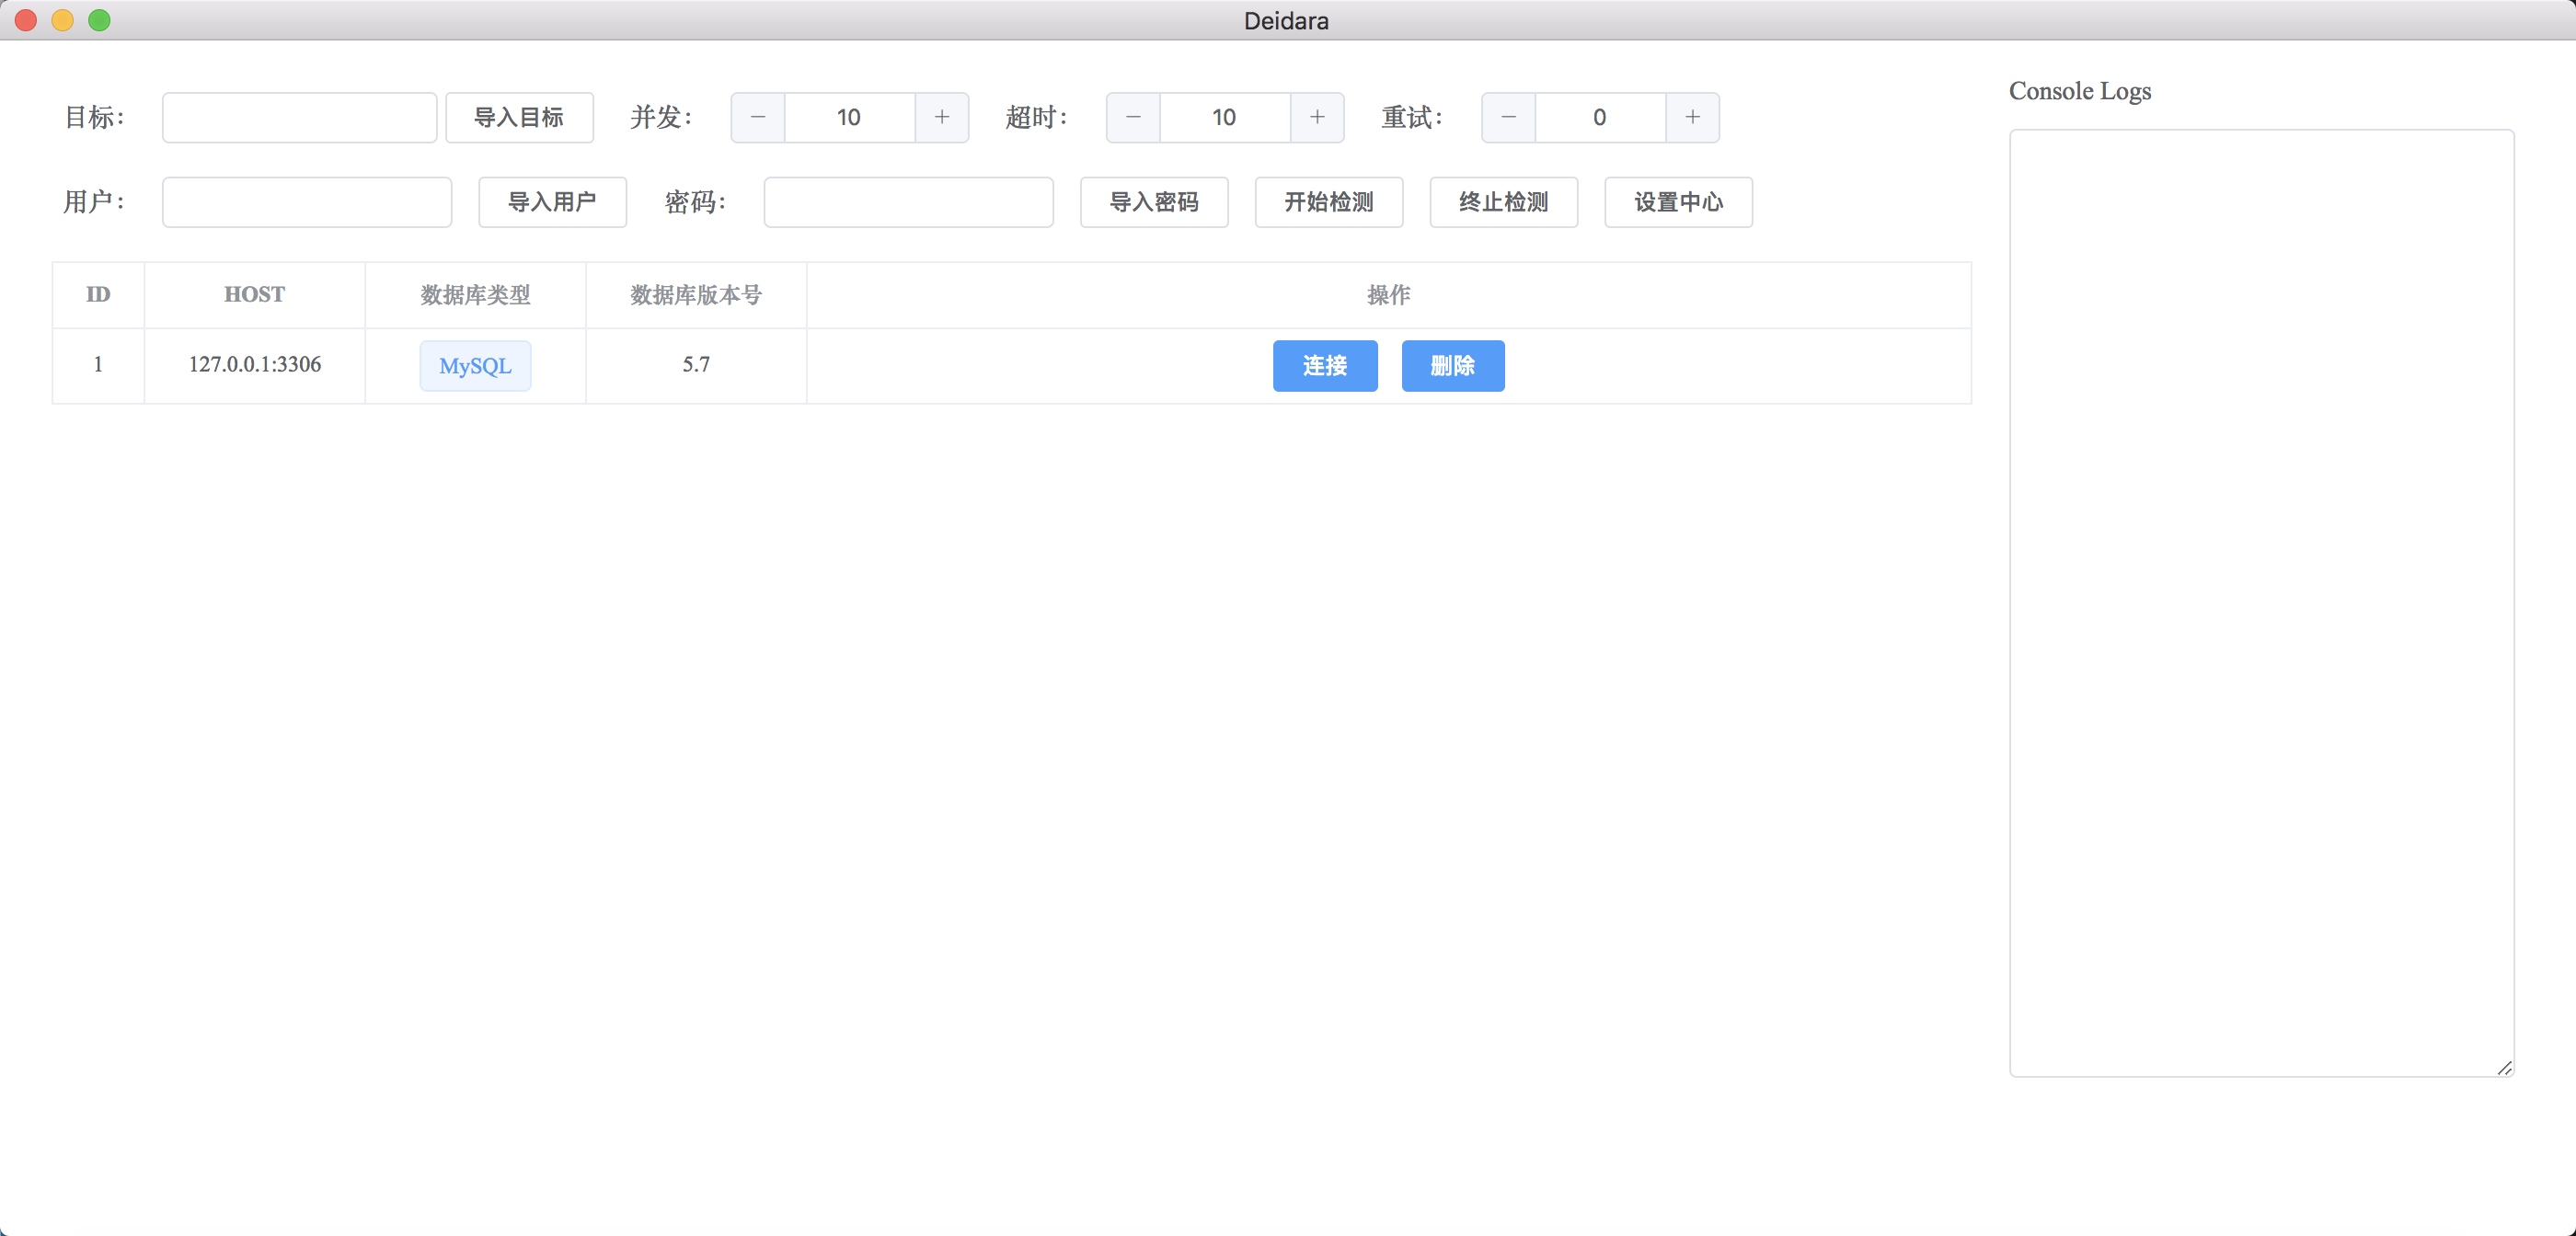 Deidara
目标： 导入目标 并发： － 10 + 超时： － 10 + 重试： － 0 +
Console Logs
用户： 导入用户 密码： 导入密码 开始检测 终止检测 设置中心
ID HOST 数据库类型 数据库版本号 操作
1 127.0.0.1:3306 MySQL 5.7 连接 删除